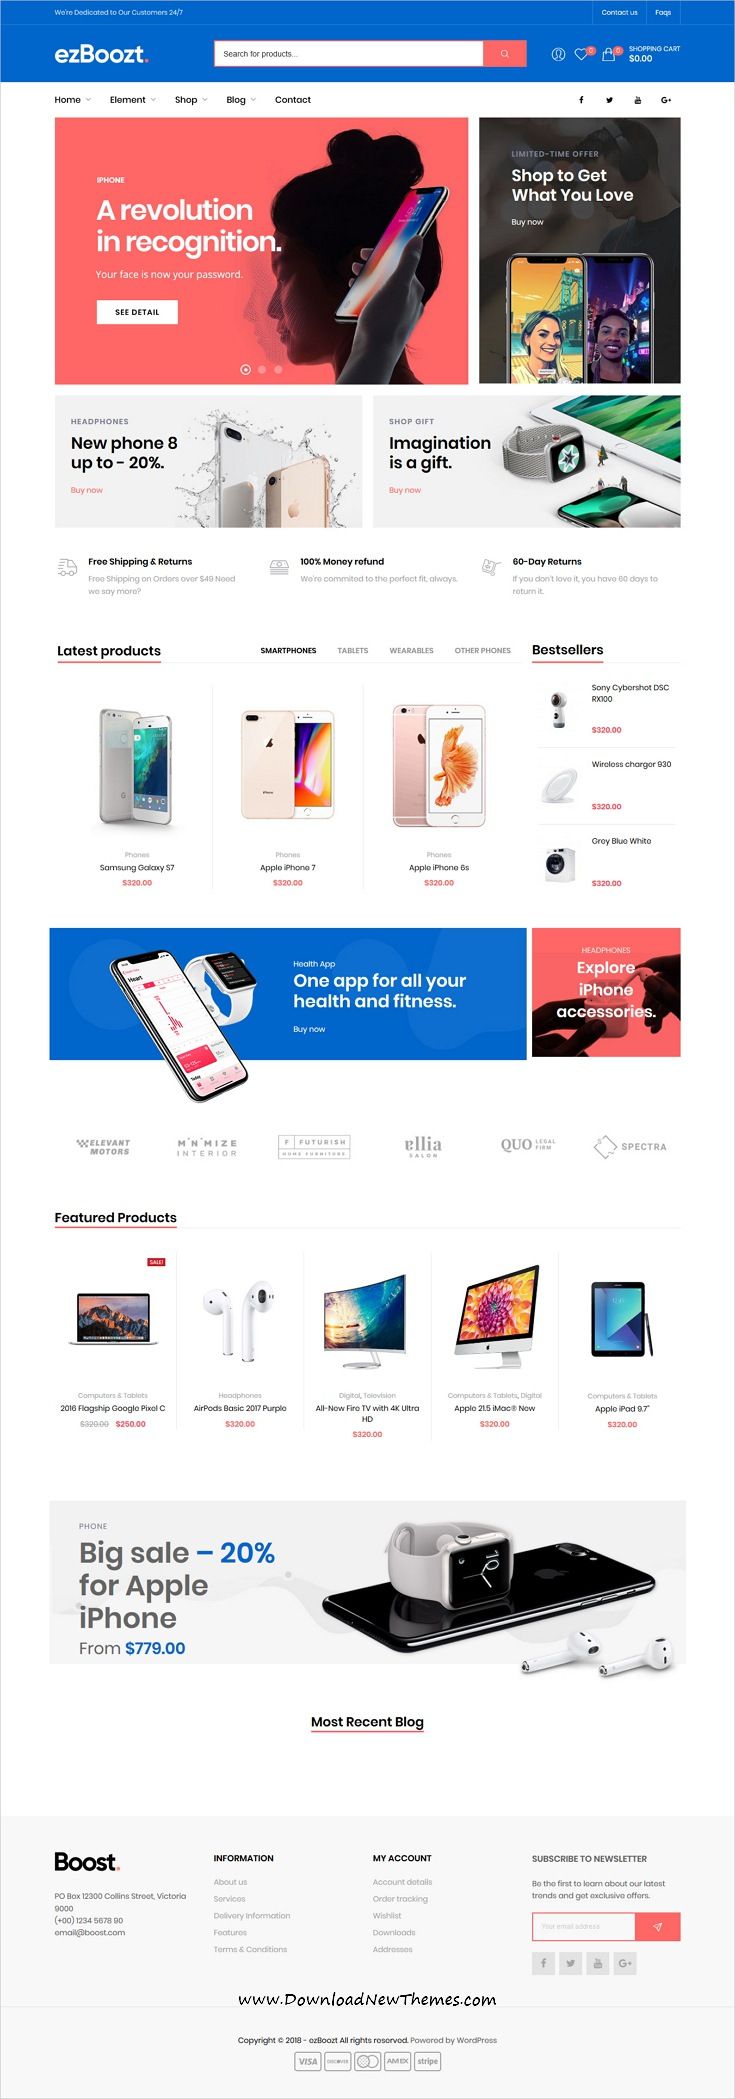 We're Dedicated to Our Customers 24/7
Contact us
Faqs
ezBoozt.
Search for products...
0
0
SHOPPING CART
$0.00
Home
Element
Shop
Blog
Contact
IPHONE
A revolution
in recognition.
Your face is now your password.
SEE DETAIL
LIMITED-TIME OFFER
Shop to Get
What You Love
Buy now
HEADPHONES
New phone 8
up to - 20%.
Buy now
SHOP GIFT
Imagination
is a gift.
Buy now
Free Shipping & Returns
Free Shipping on Orders over $49 Need
we say more?
100% Money refund
We're commited to the perfect fit, always.
60-Day Returns
If you don't love it, you have 60 days to
return it.
Latest products
SMARTPHONES
TABLETS
WEARABLES
OTHER PHONES
Phones
Samsung Galaxy S7
$320.00
Phones
Apple iPhone 7
$320.00
Phones
Apple iPhone 6s
$320.00
Bestsellers
Sony Cybershot DSC
RX100
$320.00
Wireless chargor 930
$320.00
Grey Blue White
$320.00
Heart
Today
Health App
One app for all your
health and fitness.
Buy now
HEADPHONES
Explore
iPhone
accessories.
ELEVANT
MOTORS
M·N·MIZE
INTERIOR
F FUTURISH
HOME FURNITURE
ellia
SALON
QUO LEGAL
FIRM
SPECTRA
Featured Products
SALE!
Computers & Tablets
2016 Flagship Google Pixel C
$320.00 $250.00
Headphones
AirPods Basic 2017 Purple
$320.00
Digital, Television
All-New Fire TV with 4K Ultra
HD
$320.00
Computers & Tablets, Digital
Apple 21.5 iMac® New
$320.00
Computers & Tablets
Apple iPad 9.7"
$320.00
PHONE
Big sale – 20%
for Apple
iPhone
From $779.00
Most Recent Blog
Boost.
PO Box 12300 Collins Street, Victoria
9000
(+00) 1234 5678 90
email@boost.com
INFORMATION
About us
Services
Delivery Information
Features
Terms & Conditions
MY ACCOUNT
Account details
Order tracking
Wishlist
Downloads
Addresses
SUBSCRIBE TO NEWSLETTER
Be the first to learn about our latest
trends and get exclusive offers.
Your email address
www.DownloadNewThemes.com
Copyright © 2018 - ezBoozt All rights reserved. Powered by WordPress
VISA
DISCOVER
AMEX
stripe